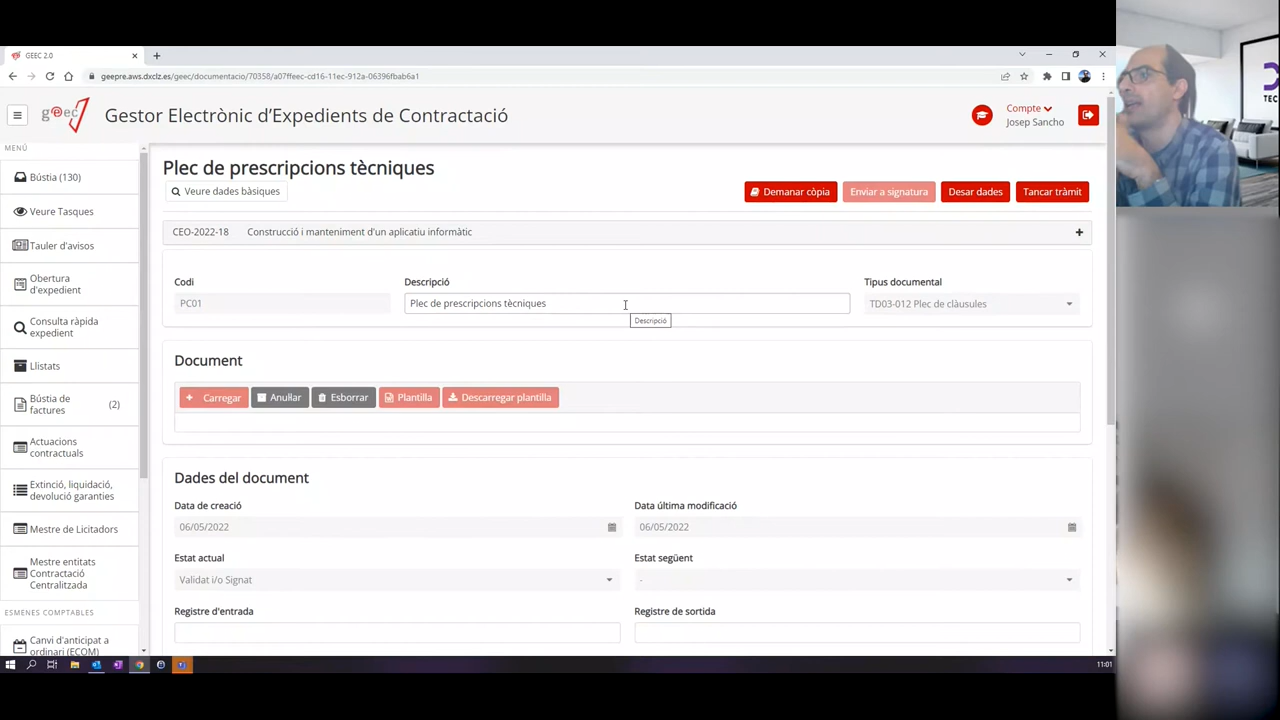 GEEC 2.0
geepre.aws.dxclz.es/geec/documentacio/70358/a07ffeec-cd16-11ec-912a-06396fbab6a1
geec
Gestor Electrònic d'Expedients de Contractació
Compte
Josep Sancho
MENÚ
Bústia (130)
Veure Tasques
Tauler d'avisos
Obertura
d'expedient
Consulta ràpida
expedient
Llistats
Bústia de
factures (2)
Actuacions
contractuals
Extinció, liquidació,
devolució garanties
Mestre de Licitadors
Mestre entitats
Contractació
Centralitzada
ESMENES COMPTABLES
Canvi d'anticipat a
ordinari (ECOM)
Plec de prescripcions tècniques
Veure dades bàsiques
Demanar còpia
Enviar a signatura
Desar dades
Tancar tràmit
CEO-2022-18 Construcció i manteniment d'un aplicatiu informàtic
Codi
PC01
Descripció
Plec de prescripcions tècniques
Descripció
Tipus documental
TD03-012 Plec de clàusules
Document
Carregar
Anul·lar
Esborrar
Plantilla
Descarregar plantilla
Dades del document
Data de creació
06/05/2022
Data última modificació
06/05/2022
Estat actual
Validat i/o Signat
Estat següent
-
Registre d'entrada
Registre de sortida
11:01
TEC